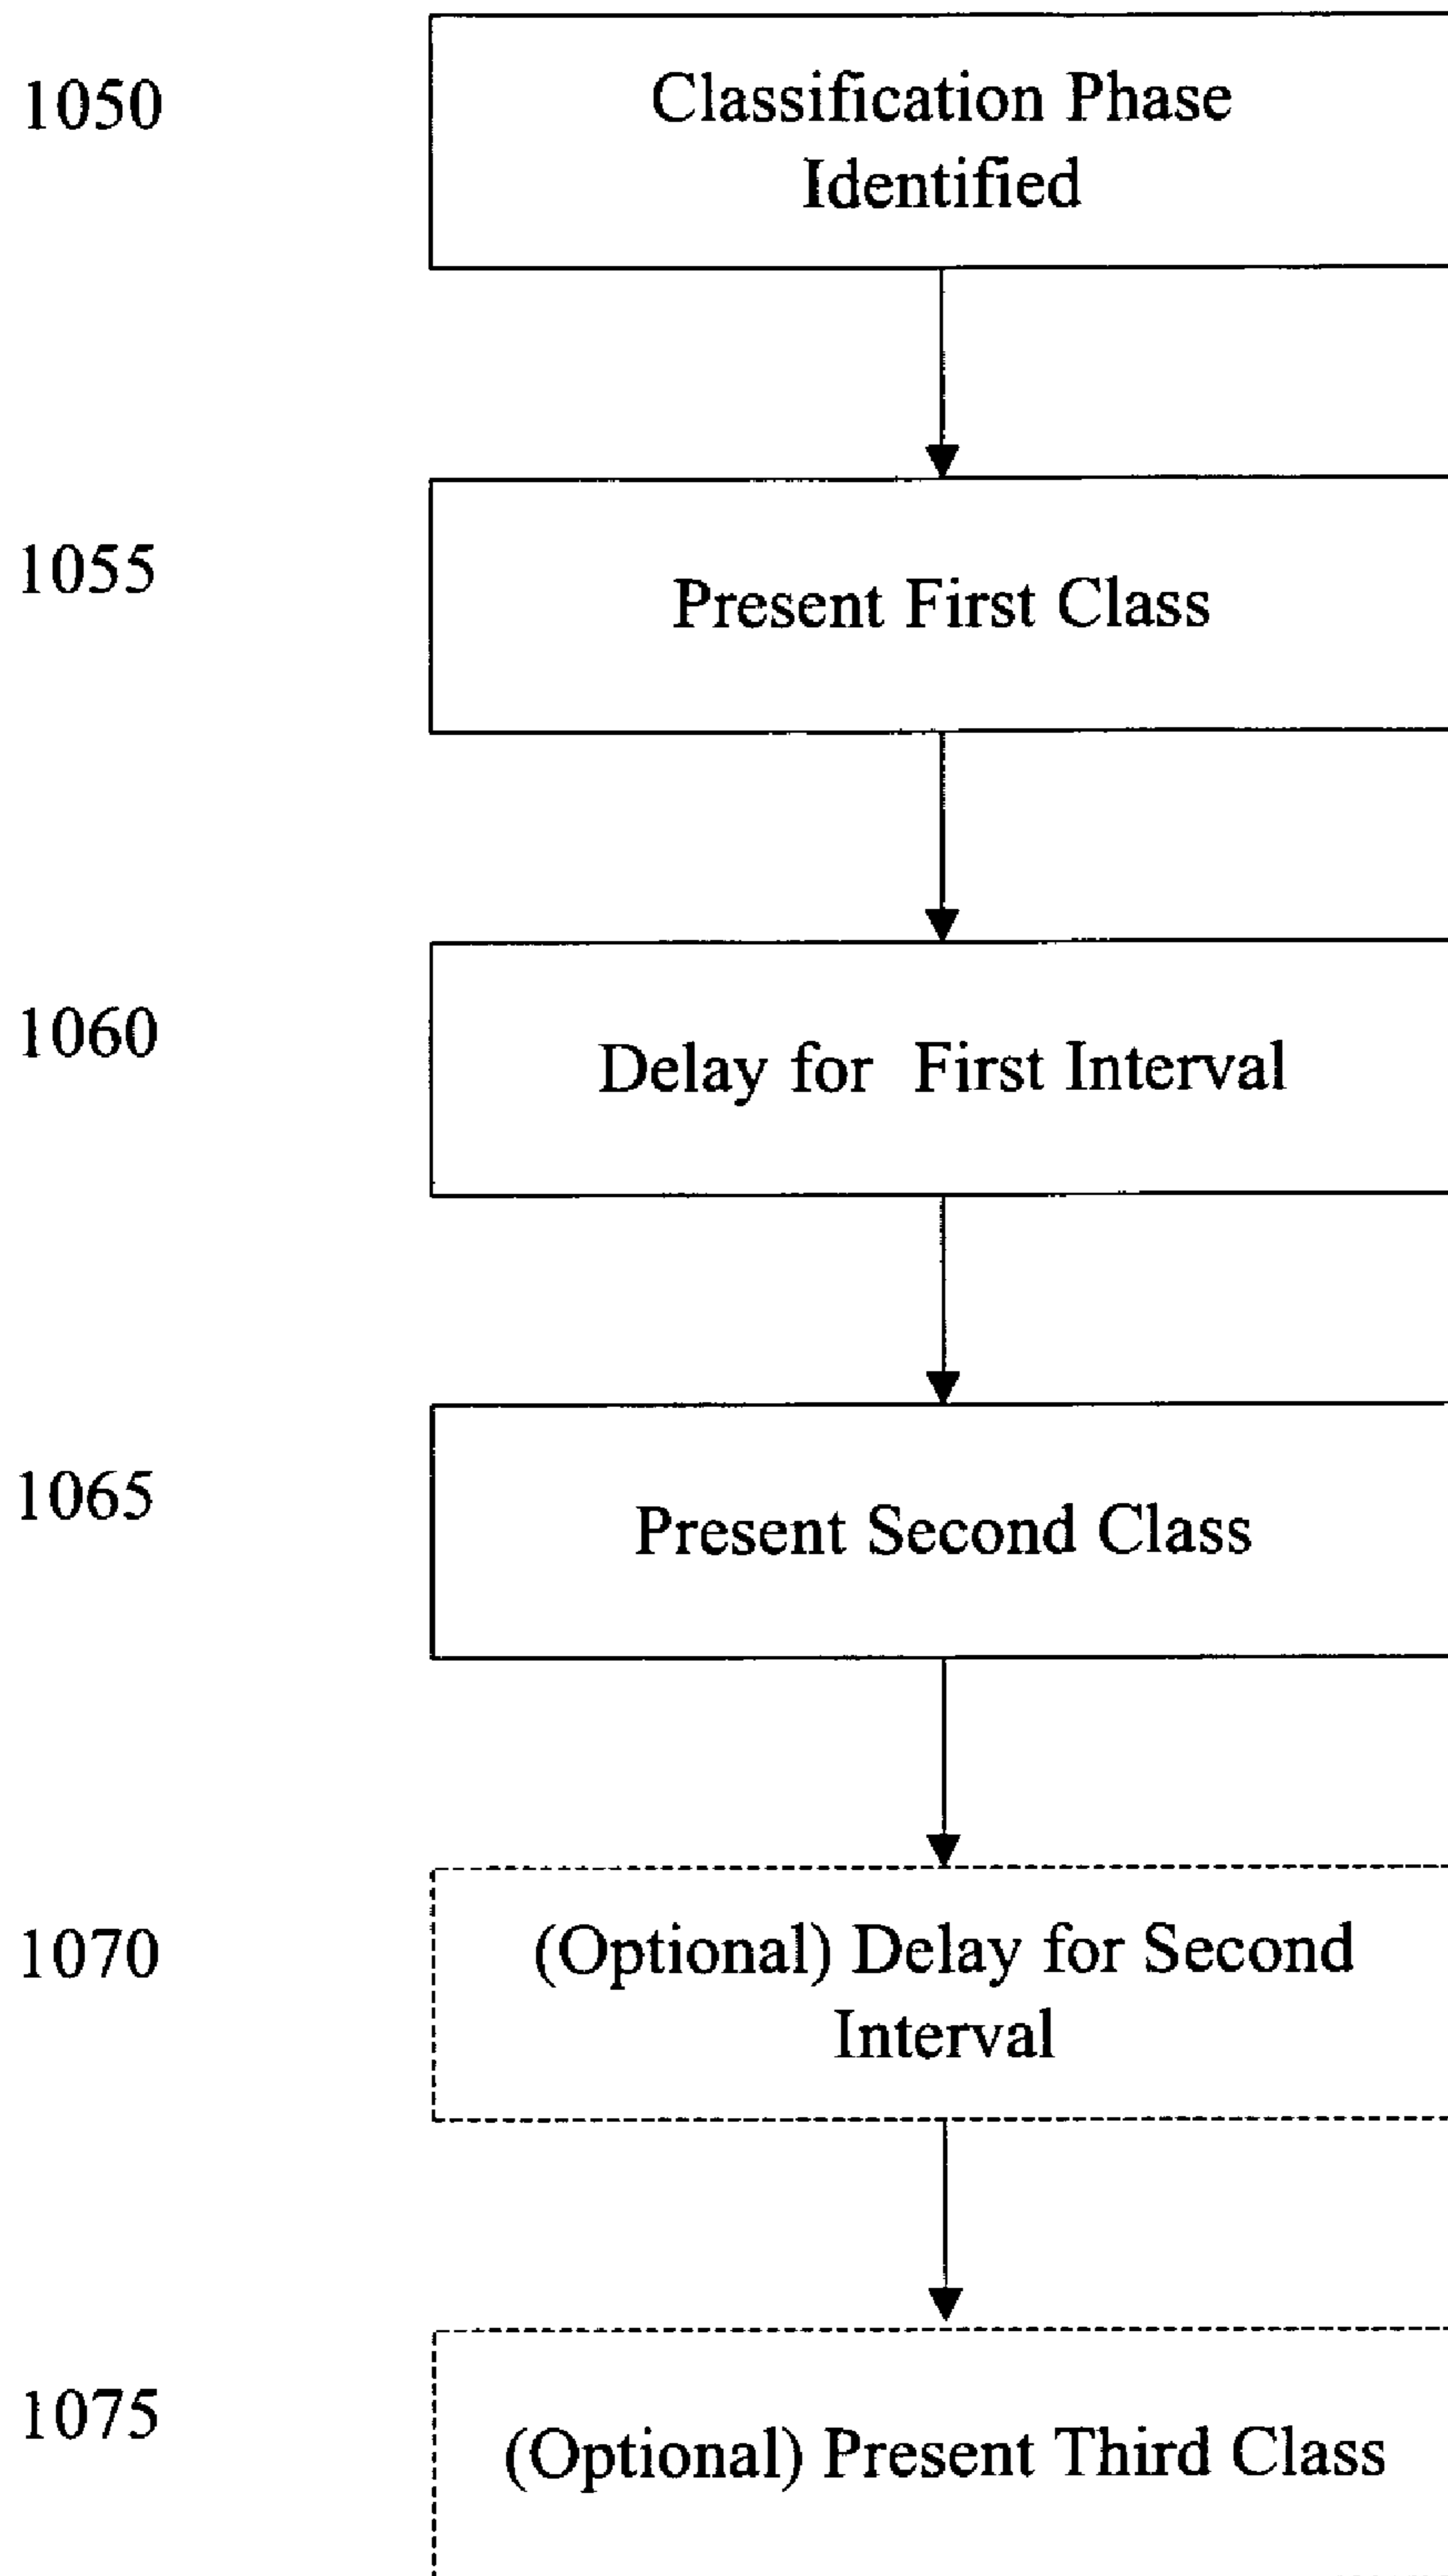 1050
Classification Phase
Identified
1055
Present First Class
1060
Delay for First Interval
1065
Present Second Class
1070
(Optional) Delay for Second
Interval
1075
(Optional) Present Third Class